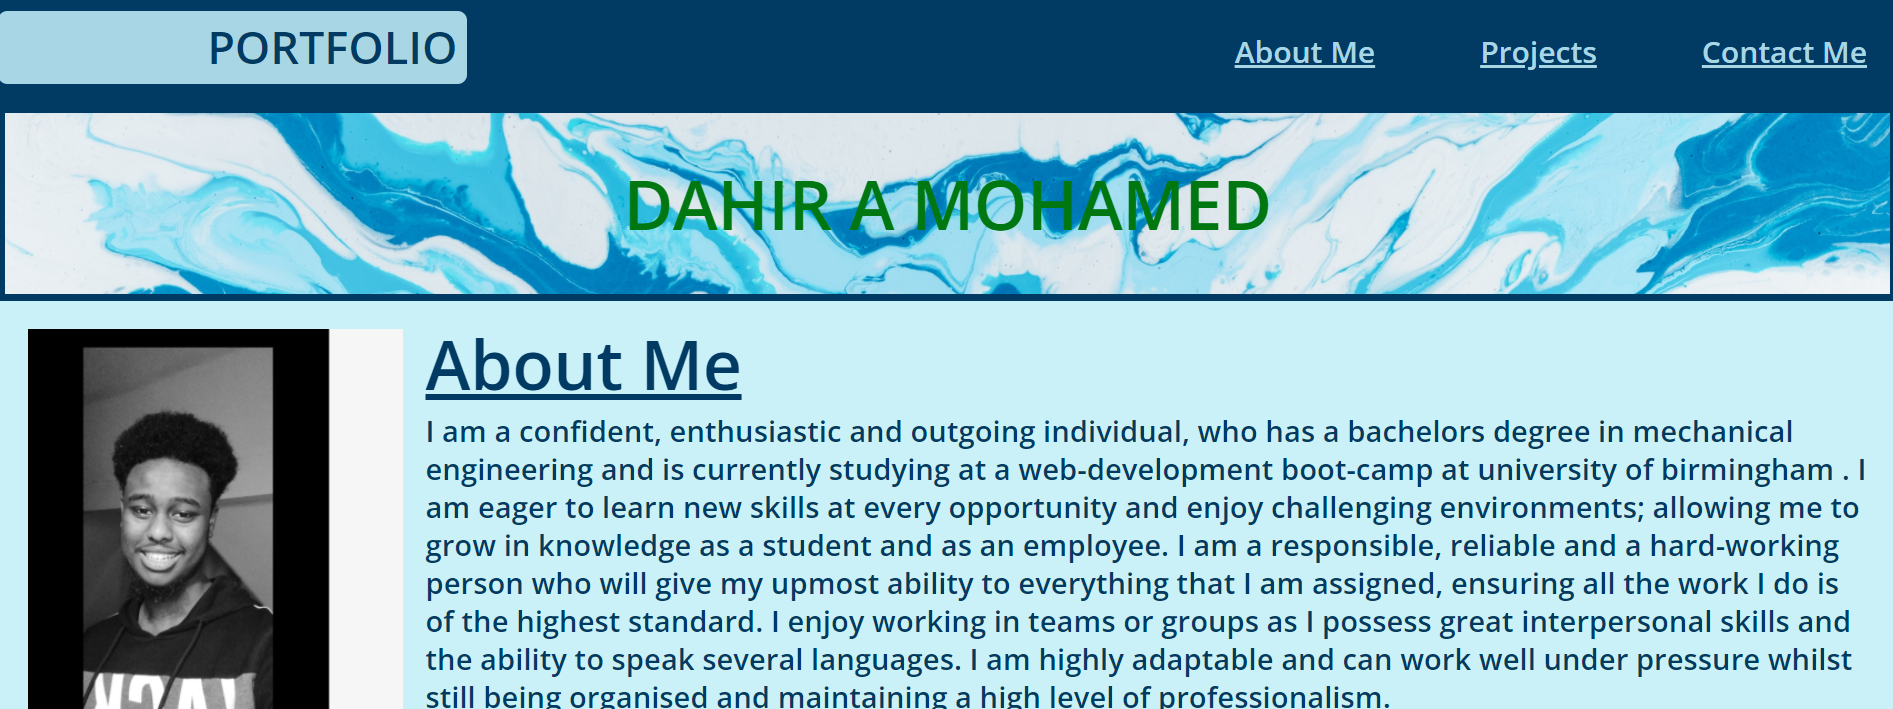 PORTFOLIO
About Me Projects Contact Me
DAHIR A MOHAMED
About Me
I am a confident, enthusiastic and outgoing individual, who has a bachelors degree in mechanical
engineering and is currently studying at a web-development boot-camp at university of birmingham . I
am eager to learn new skills at every opportunity and enjoy challenging environments; allowing me to
grow in knowledge as a student and as an employee. I am a responsible, reliable and a hard-working
person who will give my upmost ability to everything that I am assigned, ensuring all the work I do is
of the highest standard. I enjoy working in teams or groups as I possess great interpersonal skills and
the ability to speak several languages. I am highly adaptable and can work well under pressure whilst
still being organised and maintaining a high level of professionalism.